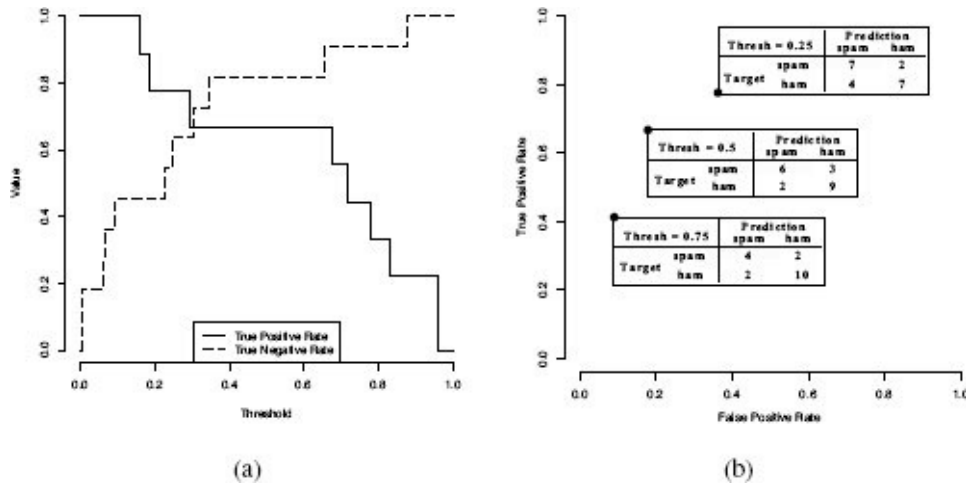 1.0
0.8
0.6
0.4
0.2
0.0
Value
True Positive Rate
True Negative Rate
0.0 0.2 0.4 0.6 0.8 1.0
Threshold
(a)
1.0
0.8
0.6
0.4
0.2
0.0
True Positive Rate
Prediction
Thresh = 0.25 spam ham
Target spam 7 2
ham 4 7
Prediction
Thresh = 0.5 spam ham
Target spam 6 3
ham 2 9
Prediction
Thresh = 0.75 spam ham
Target spam 4 2
ham 2 10
0.0 0.2 0.4 0.6 0.8 1.0
False Positive Rate
(b)